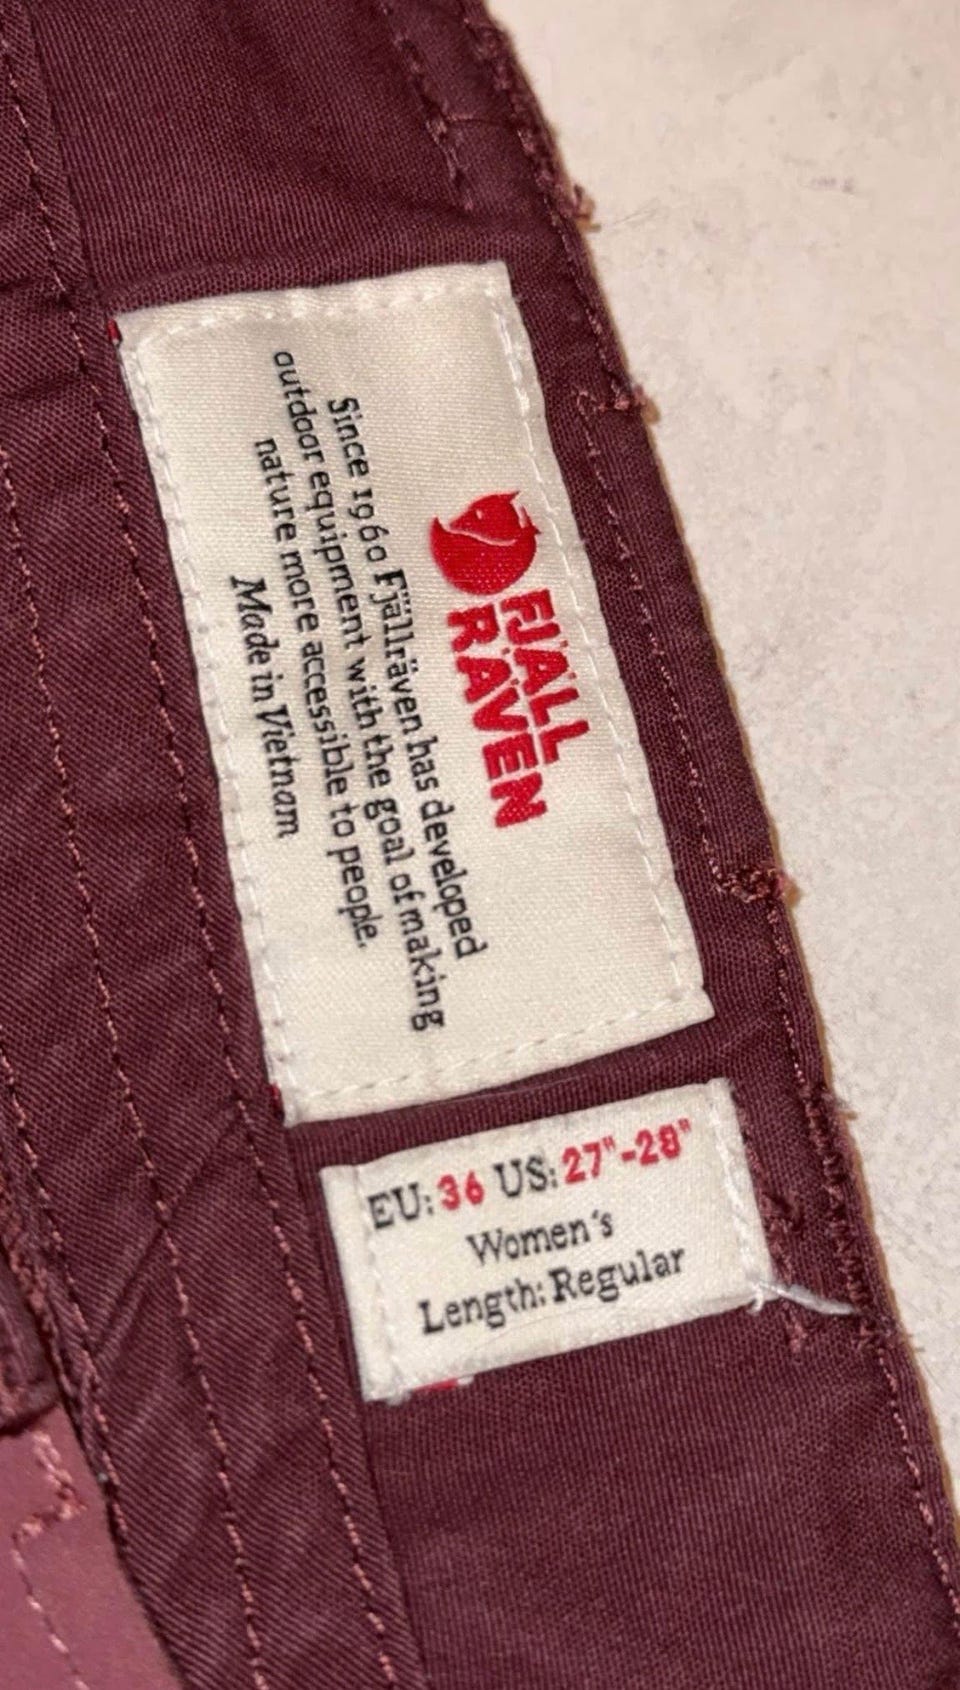 FJÄLL
RÄVEN
Since 1960 Fjällräven has developed
outdoor equipment with the goal of making
nature more accessible to people.
Made in Vietnam
EU: 36 US: 27"-28"
Women's
Length: Regular